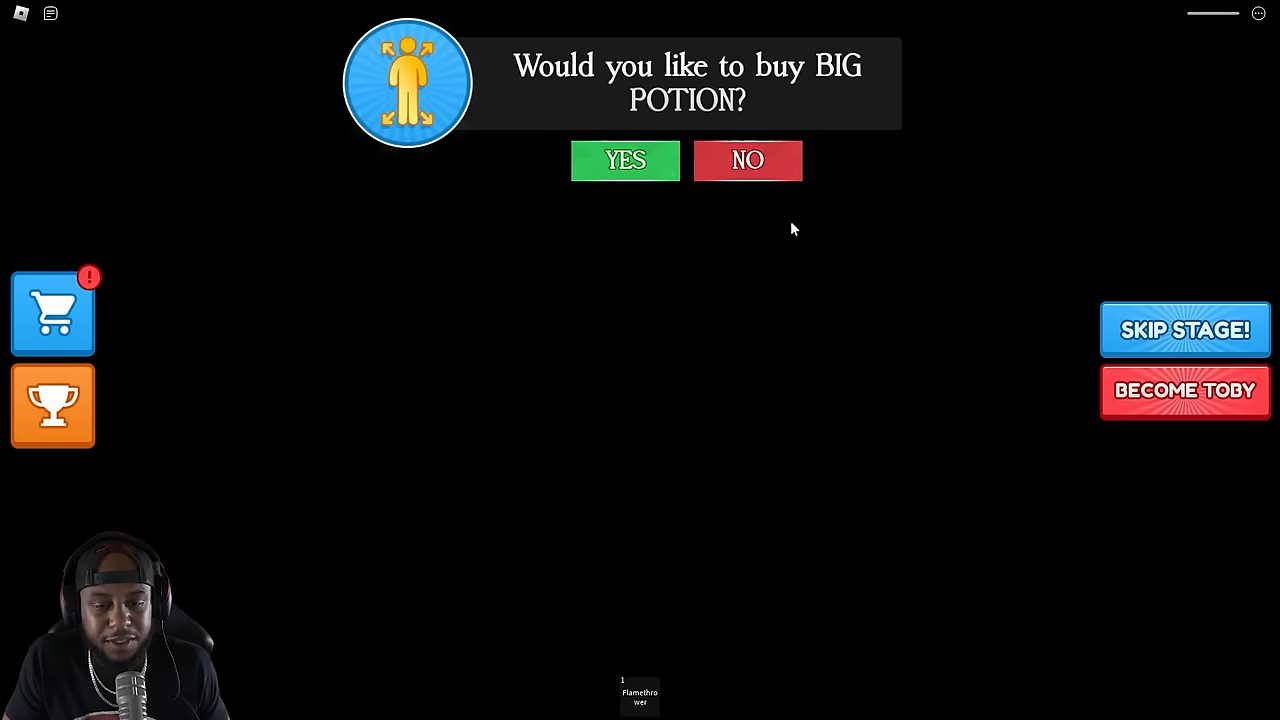 Would you like to buy BIG
POTION?
YES
NO
!
SKIP STAGE!
BECOME TOBY
1
Flamethro
wer